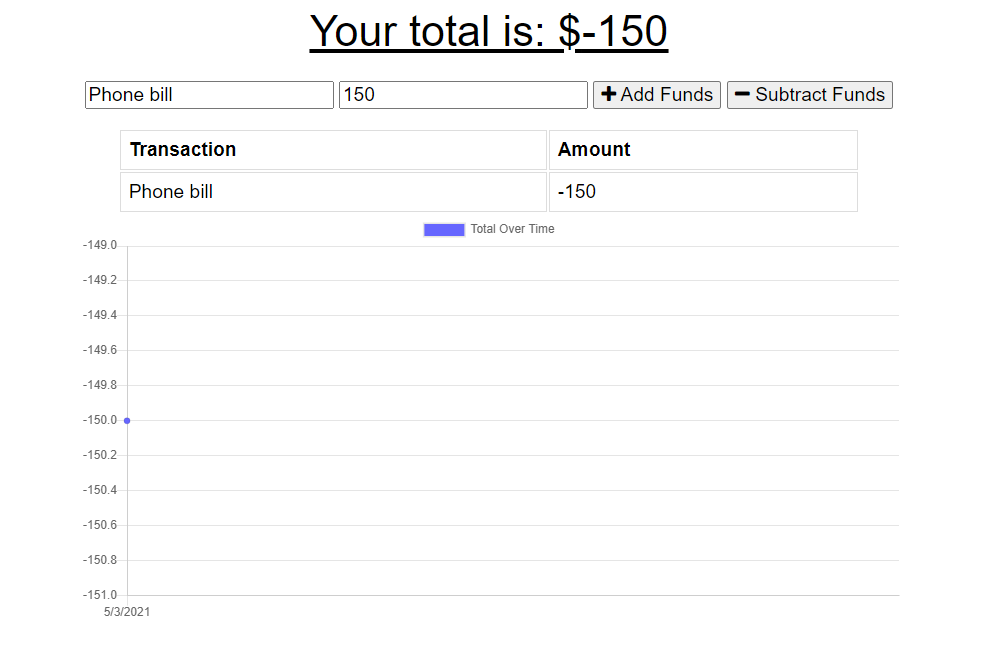 Your total is: $-150
Phone bill 150 Add Funds Subtract Funds
Transaction Amount
Phone bill -150
Total Over Time
-149.0
-149.2
-149.4
-149.6
-149.8
-150.0
-150.2
-150.4
-150.6
-150.8
-151.0
5/3/2021